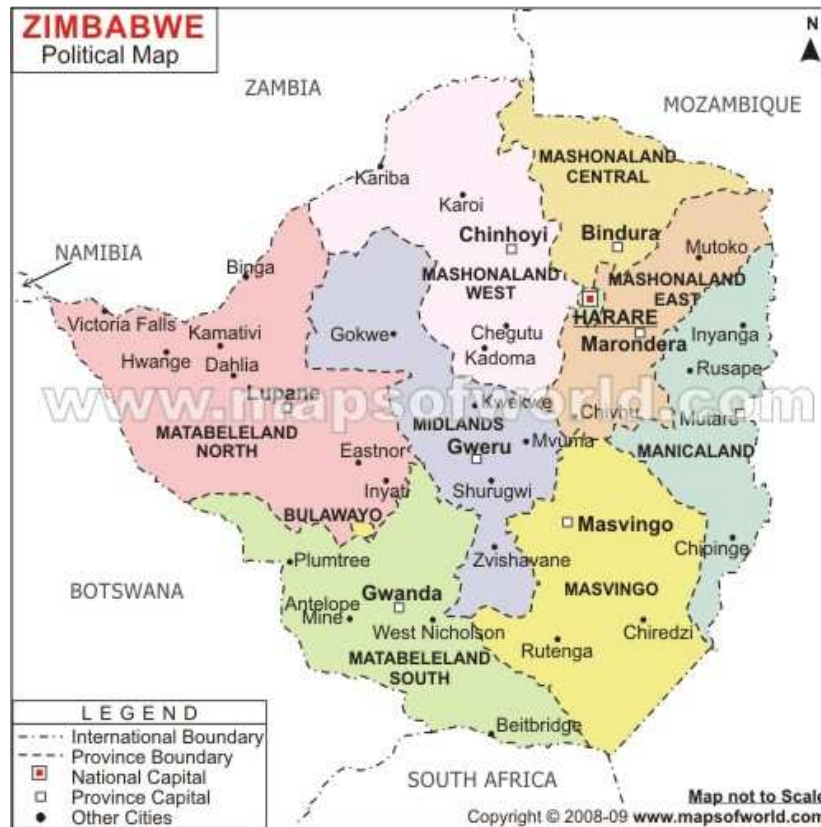 ZIMBABWE
Political Map
N
ZAMBIA
MOZAMBIQUE
MASHONALAND
CENTRAL
Kariba
Karoi
Chinhoyi
Bindura
Mutoko
NAMIBIA
Binga
MASHONALAND
WEST
MASHONALAND
EAST
HARARE
Victoria Falls
Kamativi
Gokwe
Chegutu
Marondera
Inyanga
Hwange
Kadoma
Dahlia
Rusape
Lupane
www.mapsofworld.com
Kwekwe
Chivhu
Mutare
MATABELELAND
NORTH
MIDLANDS
Gweru
Mvuma
MANICALAND
Eastnor
Inyati
Shurugwi
BULAWAYO
Masvingo
Zvishavane
Chipinge
Plumtree
BOTSWANA
Gwanda
MASVINGO
Antelope
Mine
West Nicholson
Chiredzi
Rutenga
MATABELELAND
SOUTH
Beitbridge
SOUTH AFRICA
LEGEND
International Boundary
Province Boundary
National Capital
Province Capital
Other Cities
Map not to Scale
Copyright © 2008-09 www.mapsofworld.com